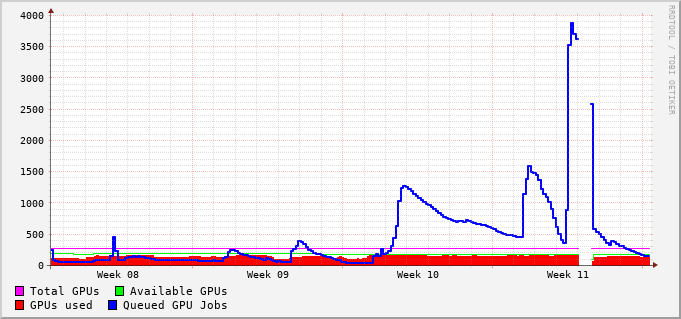 4000
3500
3000
2500
2000
1500
1000
500
0
Week 08 Week 09 Week 10 Week 11
Total GPUs Available GPUs
GPUs used Queued GPU Jobs
RRDTOOL / TOBI OETIKER